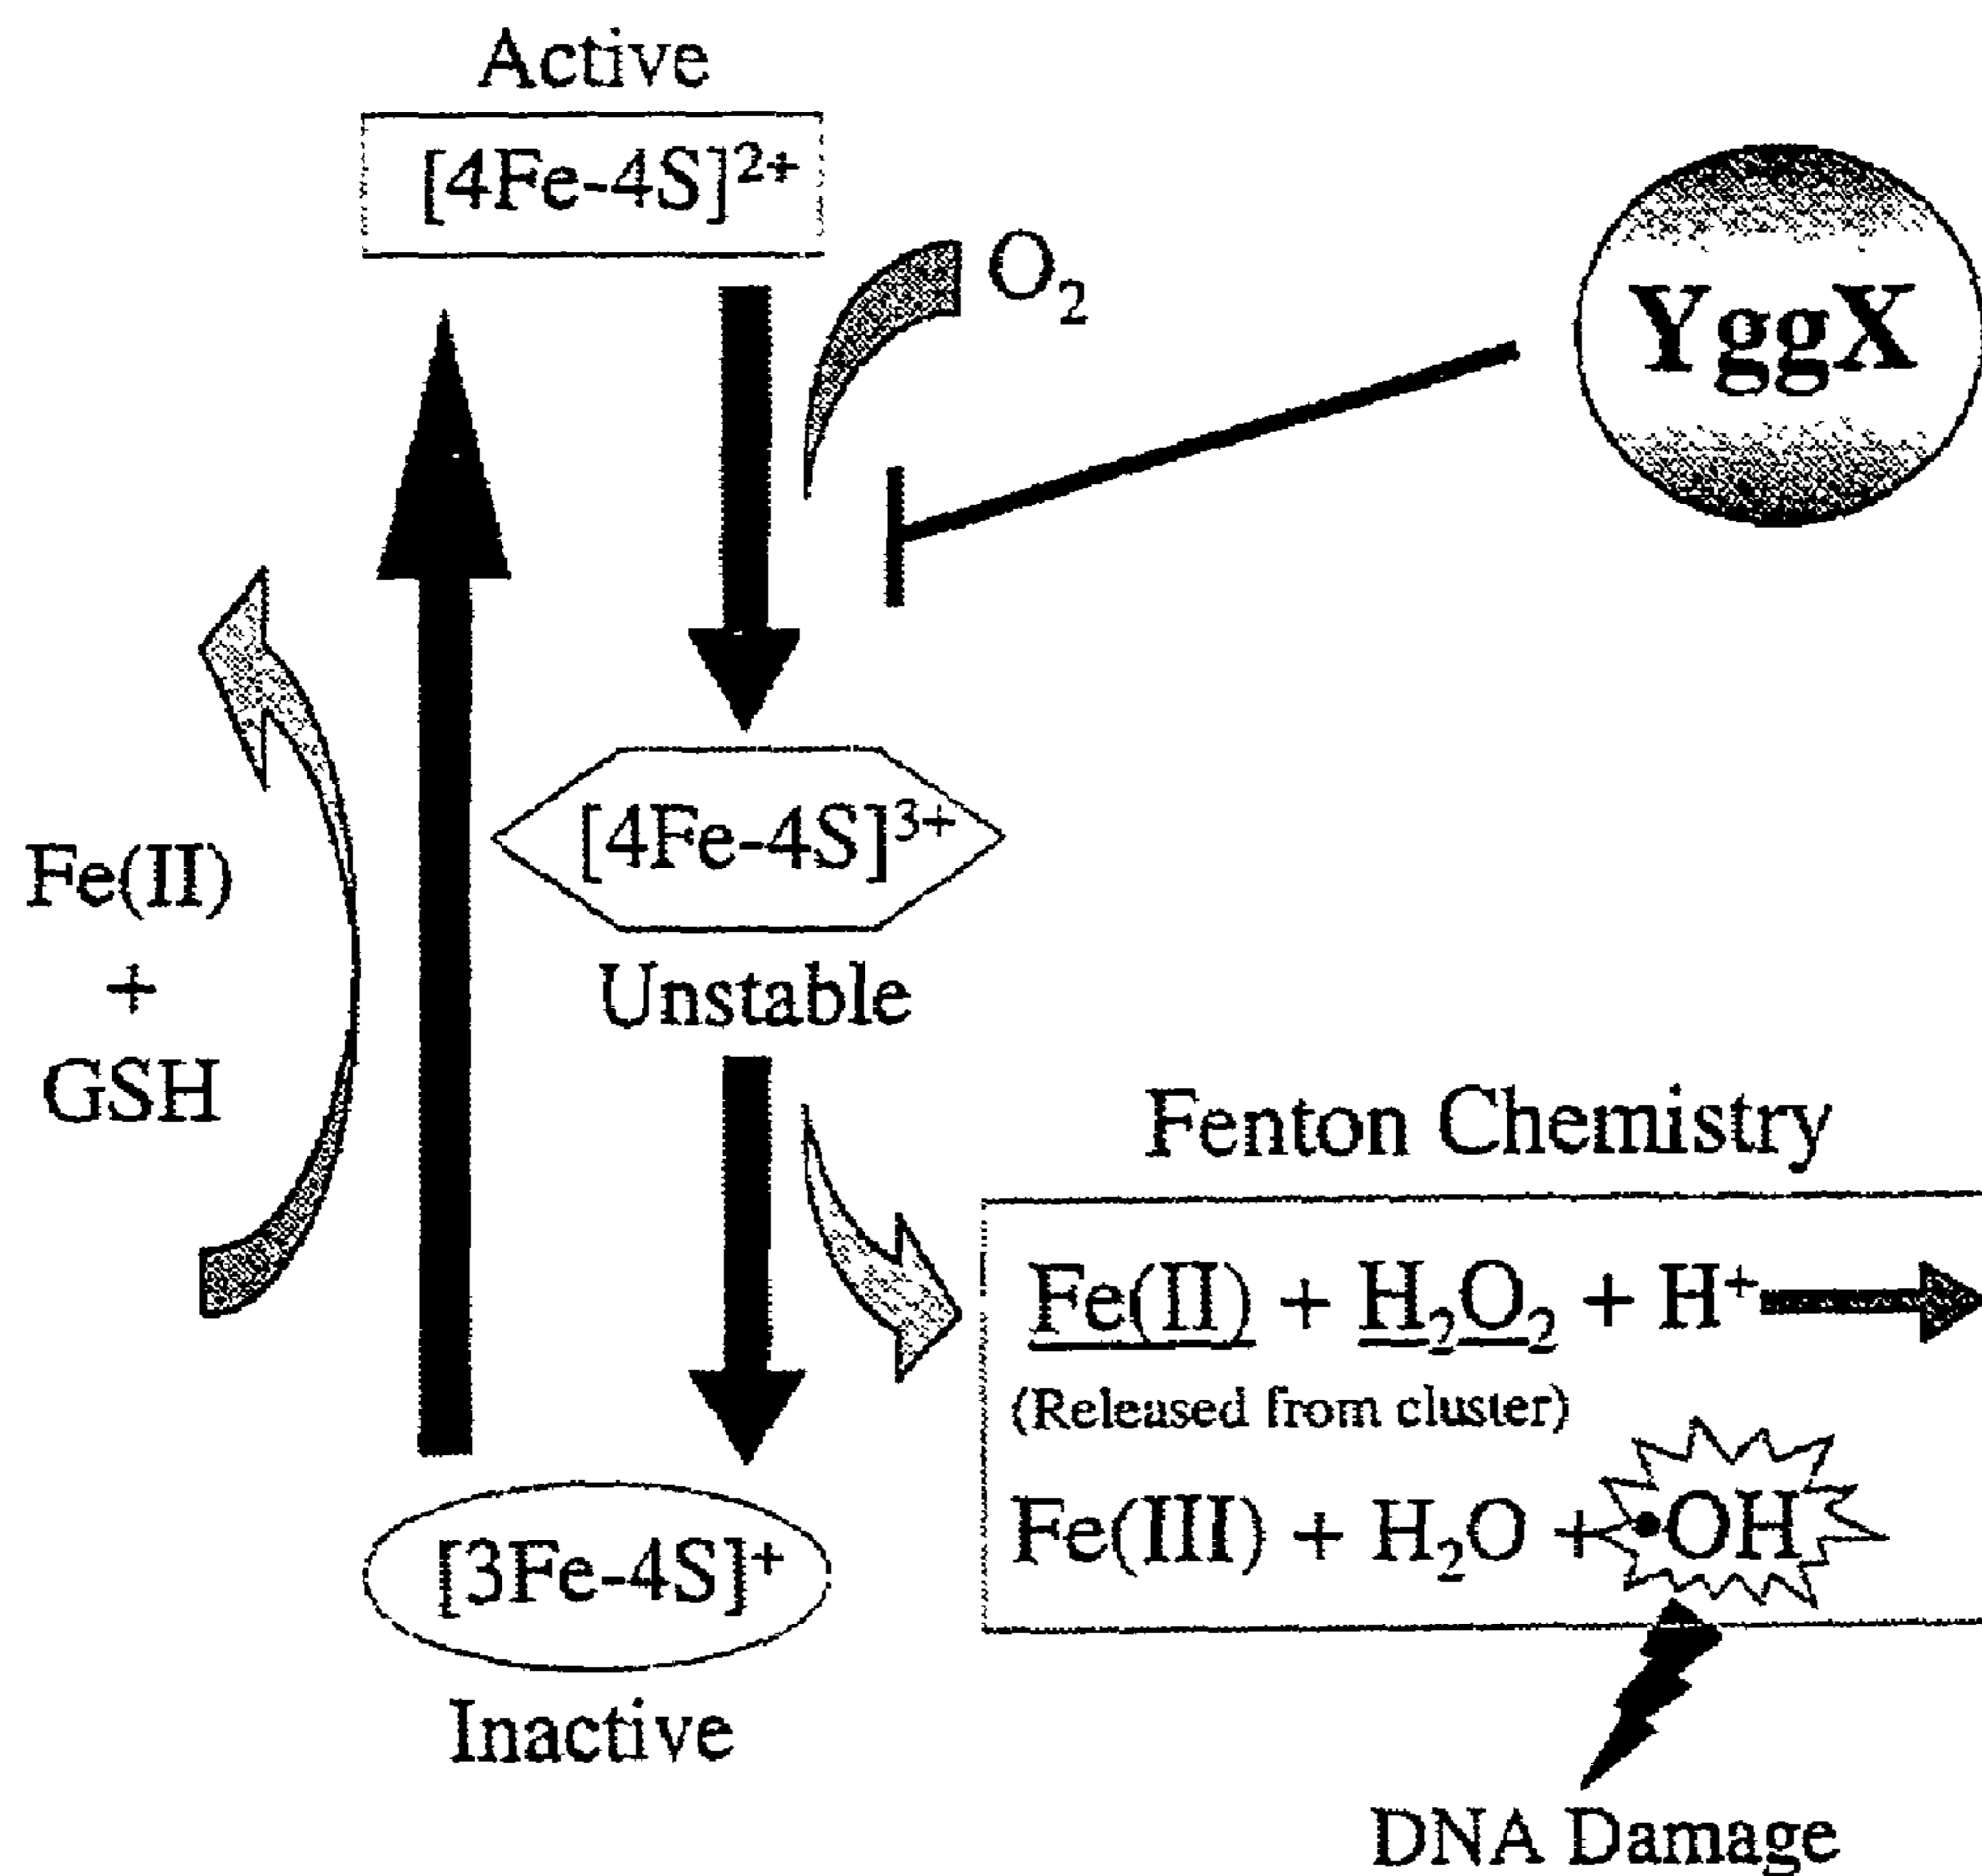 Active
[4Fe-4S]²⁺
O₂
YggX
[4Fe-4S]³⁺
Unstable
Fe(II)
+
GSH
Fenton Chemistry
Fe(II) + H₂O₂ + H⁺
(Released from cluster)
Fe(III) + H₂O + •OH
[3Fe-4S]⁺
Inactive
DNA Damage